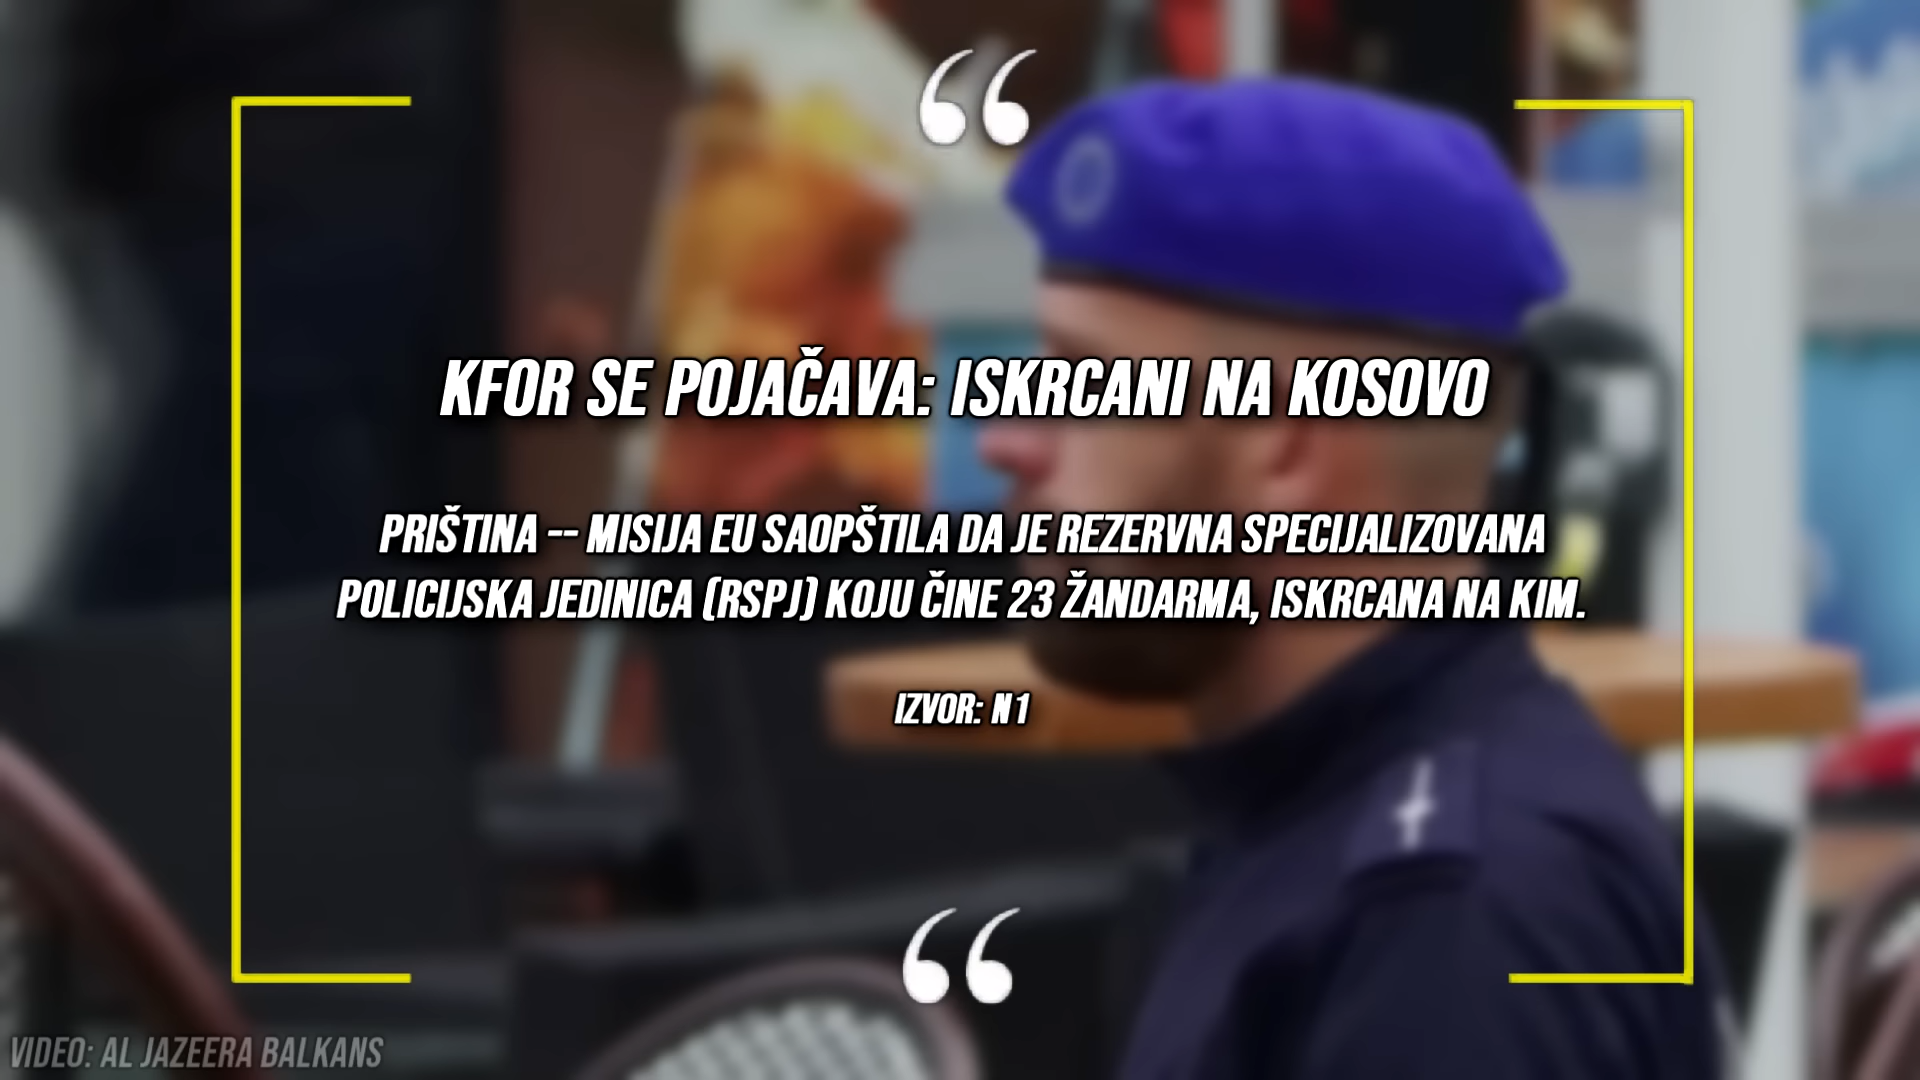 “
KFOR SE POJAČAVA: ISKRCANI NA KOSOVO
PRIŠTINA -- MISIJA EU SAOPŠTILA DA JE REZERVNA SPECIJALIZOVANA
POLICIJSKA JEDINICA (RSPJ) KOJU ČINE 23 ŽANDARMA, ISKRCANA NA KIM.
IZVOR: N1
“
VIDEO: AL JAZEERA BALKANS